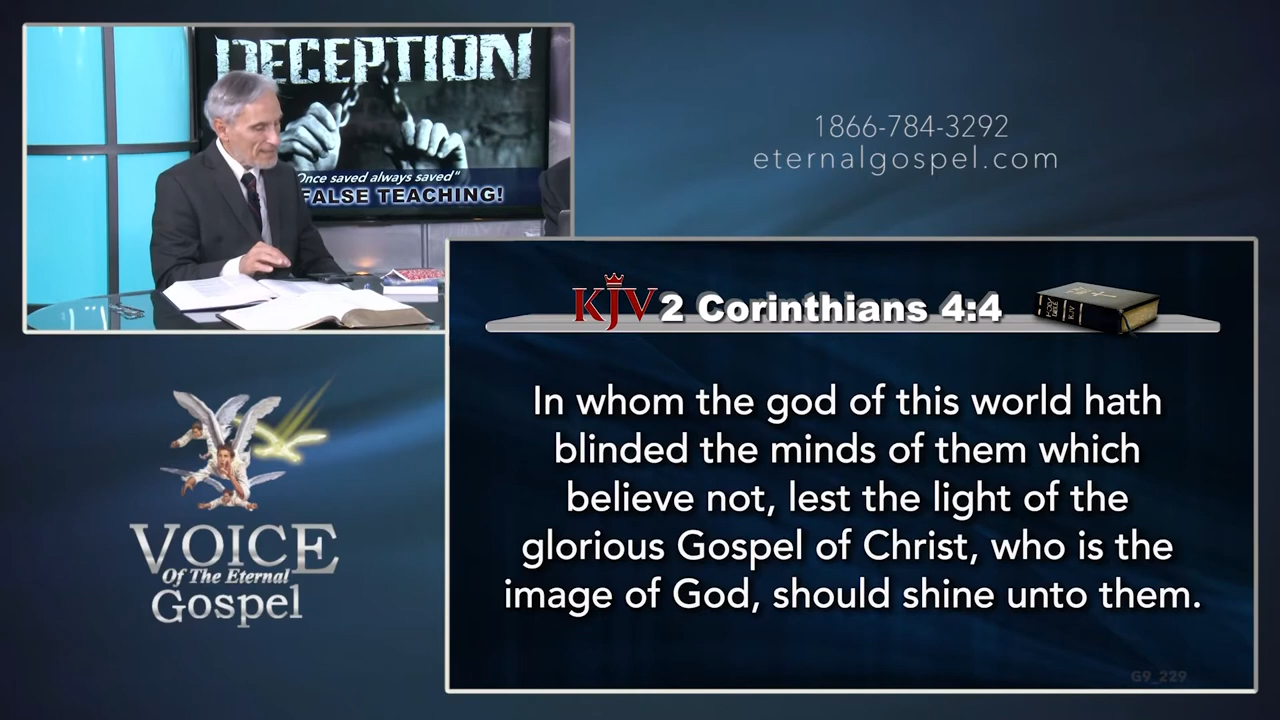 DECEPTION
"Once saved always saved"
FALSE TEACHING!
1866-784-3292
eternalgospel.com
KJV 2 Corinthians 4:4
KJV
In whom the god of this world hath
blinded the minds of them which
believe not, lest the light of the
glorious Gospel of Christ, who is the
image of God, should shine unto them.
VOICE
Of The Eternal
Gospel
G9_229